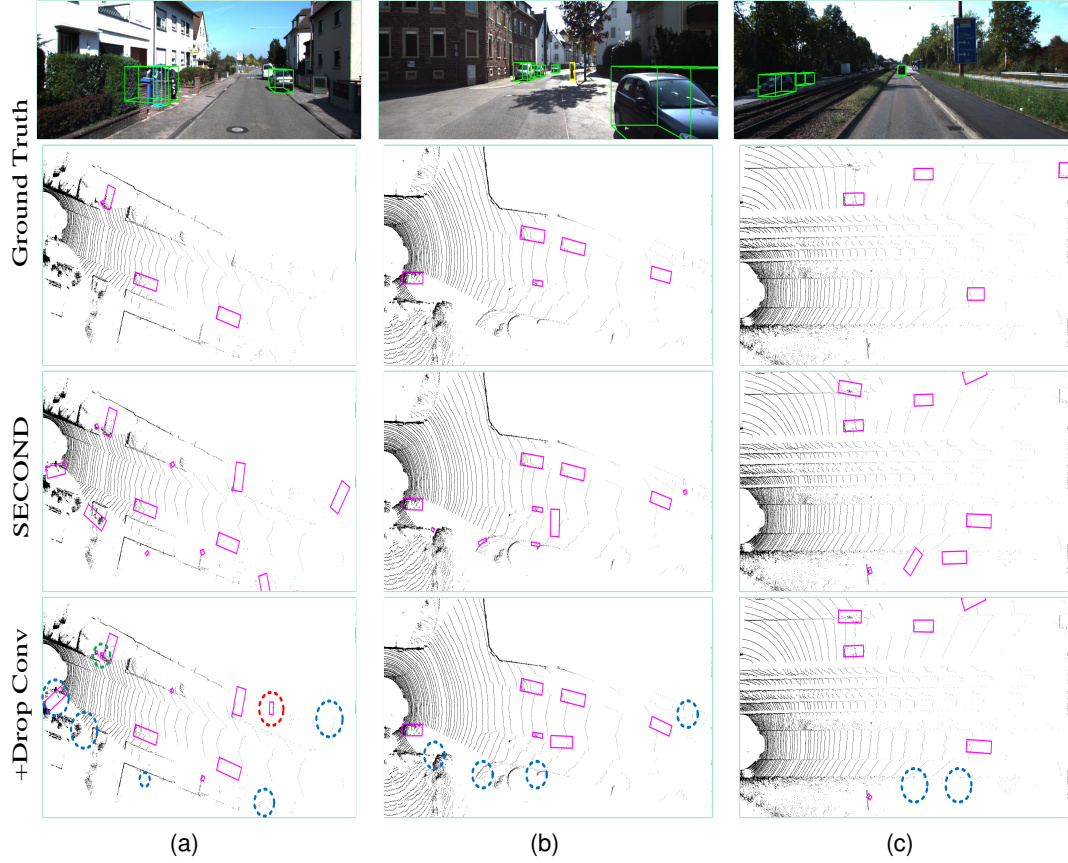 Ground Truth
SECOND
+Drop Conv
(a)
(b)
(c)